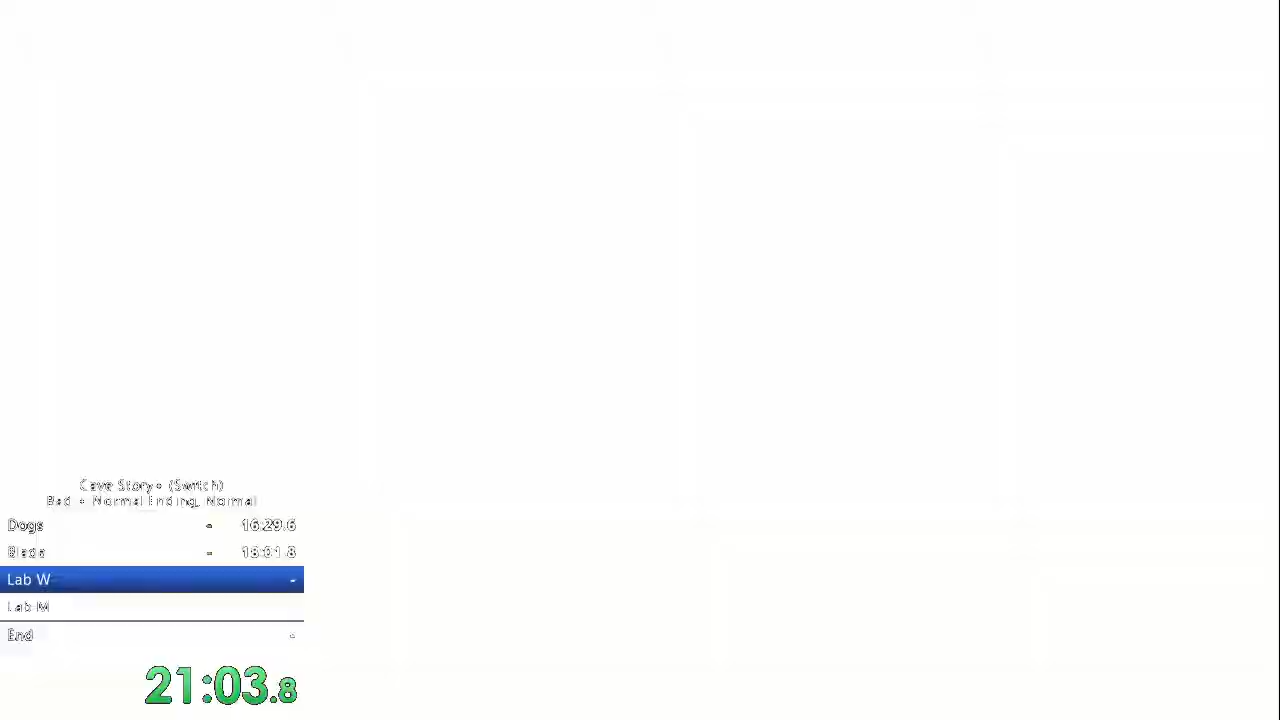 Cave Story+ (Switch)
Bad + Normal Ending, Normal
Dogs - 16:29.6
Blade - 18:01.8
Lab W -
Lab M
End -
21:03.8